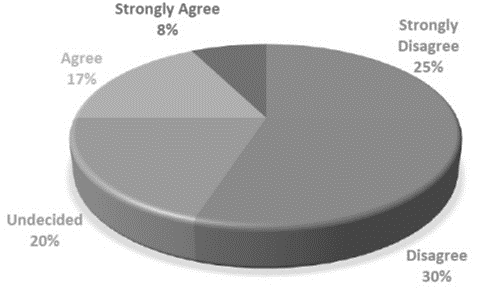 Strongly Agree
8%
Strongly
Disagree
25%
Agree
17%
Undecided
20%
Disagree
30%